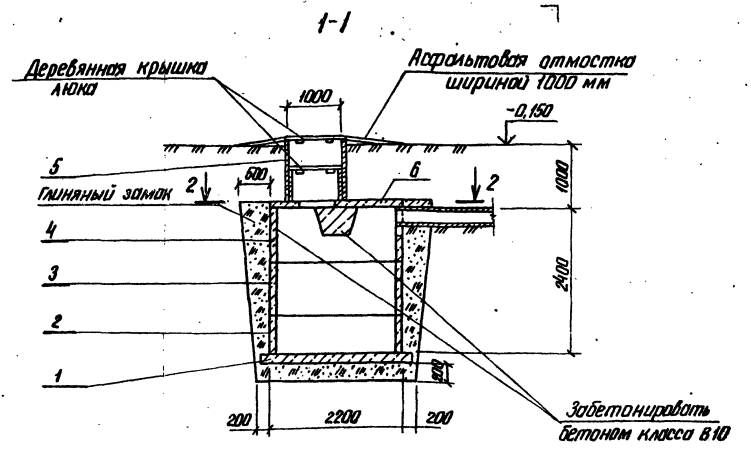 1-1
Деревянная крышка
люка
Асфальтовая отмостка
шириной 1000 мм
1000
-0,150
5
600
2
6
2
1000
Глиняный замок
4
3
2400
2
1
200
200
2200
200
Забетонировать
бетоном класса В10